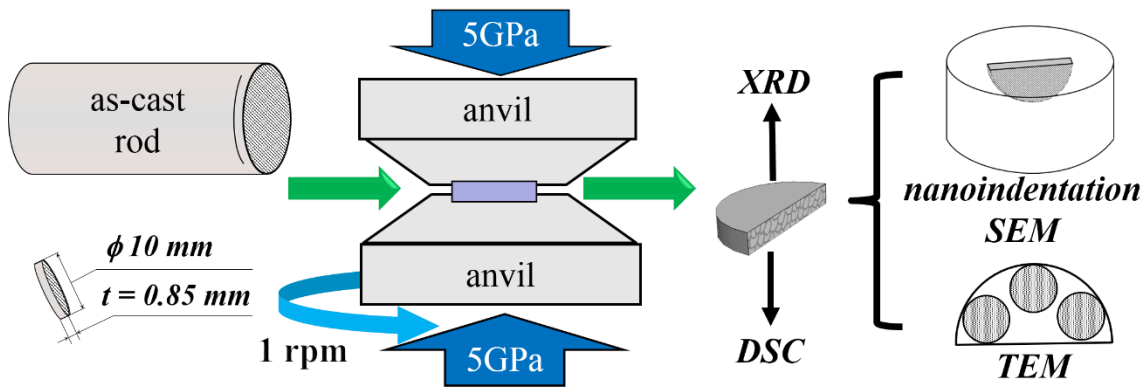 as-cast
rod
ϕ 10 mm
t = 0.85 mm
5GPa
anvil
anvil
1 rpm
5GPa
XRD
DSC
nanoindentation
SEM
TEM